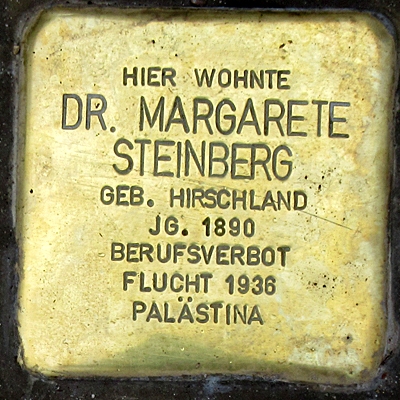 HIER WOHNTE
DR. MARGARETE
STEINBERG
GEB. HIRSCHLAND
JG. 1890
BERUFSVERBOT
FLUCHT 1936
PALÄSTINA